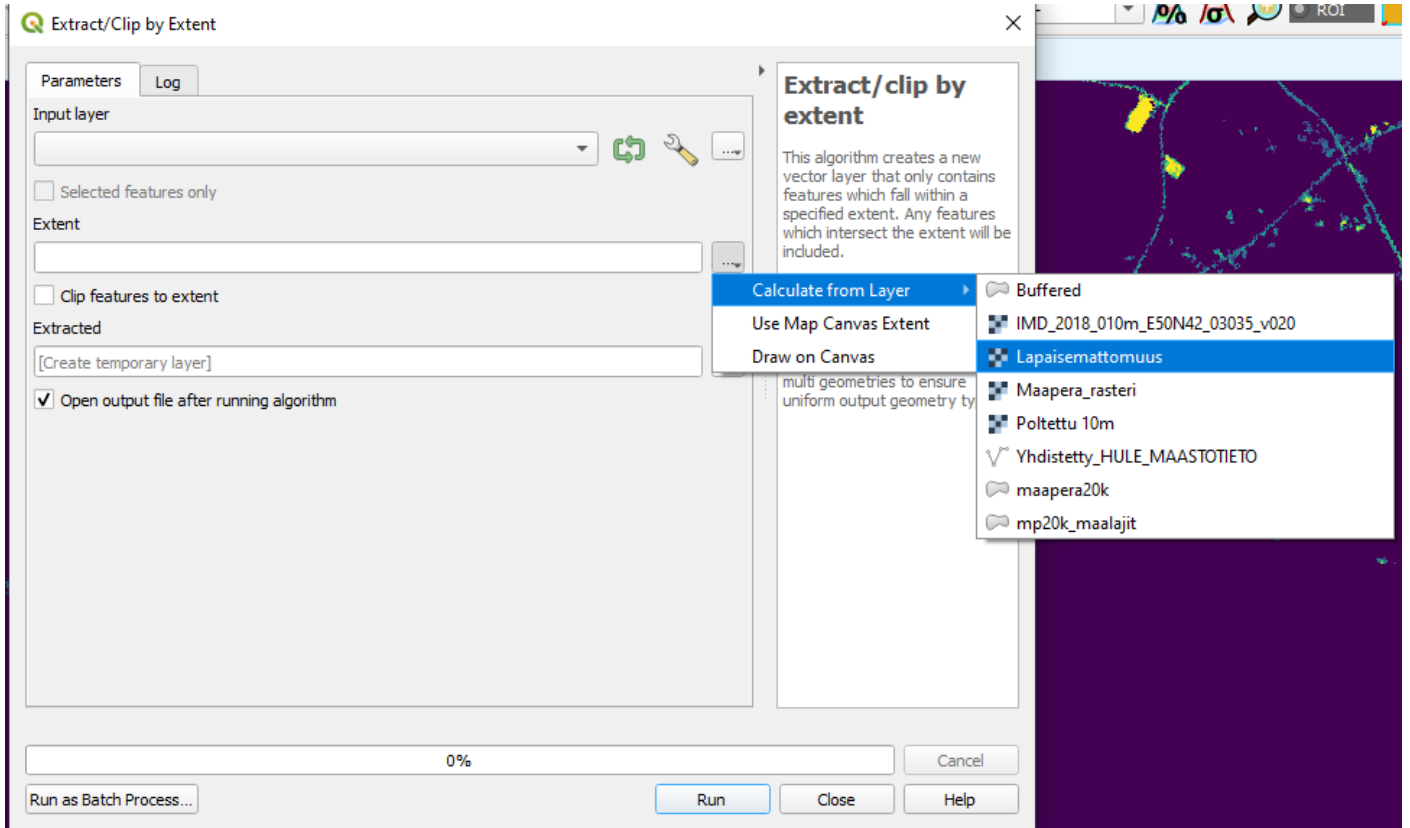 Extract/Clip by Extent
ROI
Parameters
Log
Input layer
Selected features only
Extent
Clip features to extent
Extracted
[Create temporary layer]
Open output file after running algorithm
Extract/clip by
extent
This algorithm creates a new
vector layer that only contains
features which fall within a
specified extent. Any features
which intersect the extent will be
included.
Calculate from Layer
Use Map Canvas Extent
Draw on Canvas
Buffered
IMD_2018_010m_E50N42_03035_v020
Lapaisemattomuus
Maapera_rasteri
Poltettu 10m
Yhdistetty_HULE_MAASTOTIETO
maapera20k
mp20k_maalajit
multi geometries to ensure
uniform output geometry ty
0%
Cancel
Run as Batch Process...
Run
Close
Help